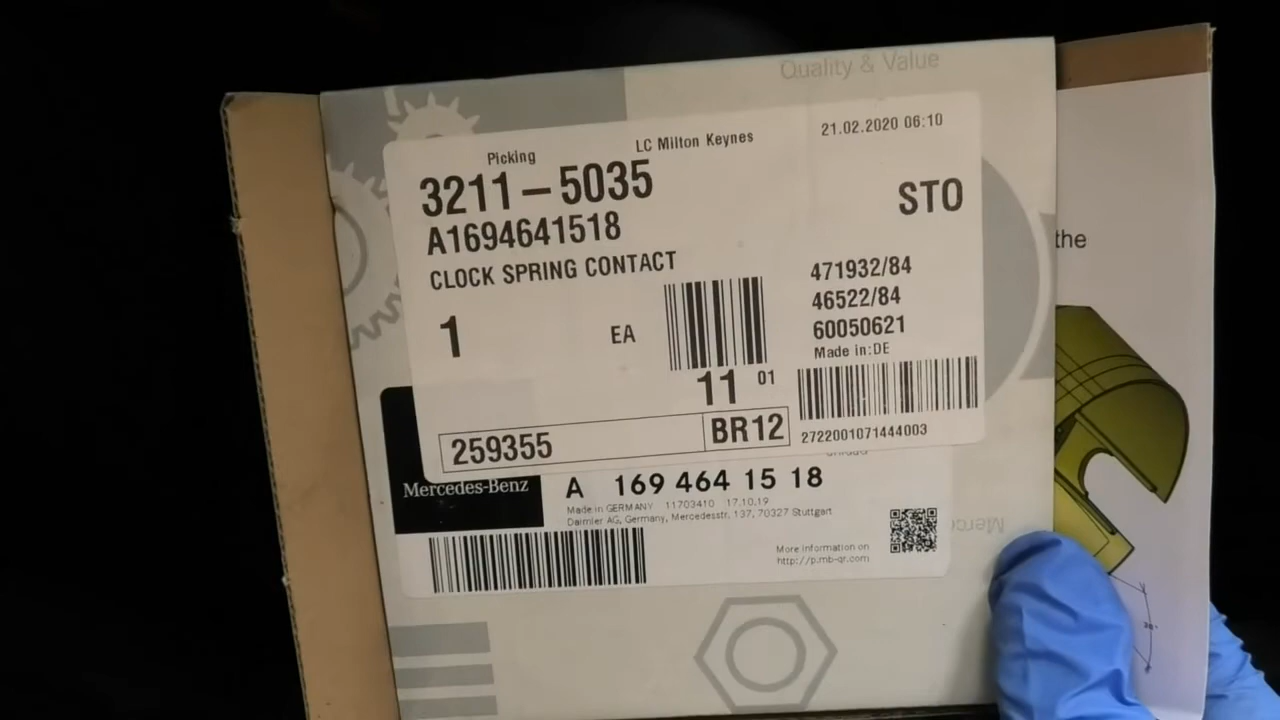 Quality & Value
21.02.2020 06:10
Picking
LC Milton Keynes
3211-5035
STO
A1694641518
CLOCK SPRING CONTACT
the
471932/84
46522/84
1
EA
60050621
Made in:DE
11 01
259355
BR12
2722001071444003
Mercedes-Benz
A 169 464 15 18
Made in GERMANY 11703410 17.10.19
Daimler AG, Germany, Mercedesstr. 137, 70327 Stuttgart
More information on
http://p.mb-qr.com